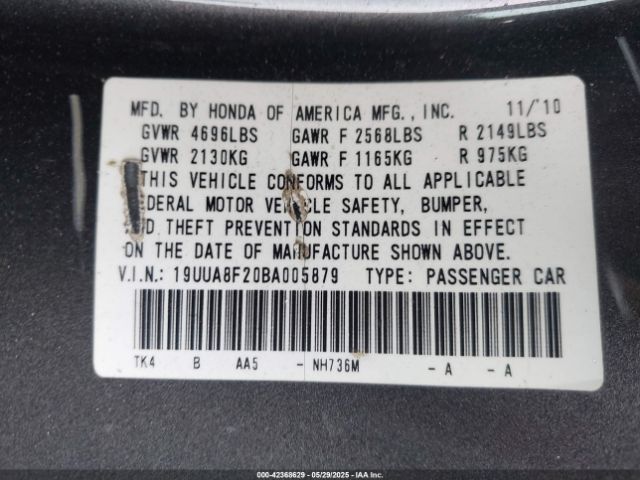 MFD. BY HONDA OF AMERICA MFG., INC. 11/'10
GVWR 4696LBS GAWR F 2568LBS R 2149LBS
GVWR 2130KG GAWR F 1165KG R 975KG
THIS VEHICLE CONFORMS TO ALL APPLICABLE
DERAL MOTOR VEHICLE SAFETY, BUMPER,
D THEFT PREVENTION STANDARDS IN EFFECT
ON THE DATE OF MANUFACTURE SHOWN ABOVE.
V.I.N.: 19UUA8F20BA005879 TYPE: PASSENGER CAR
TK4 B AA5 - NH736M - A - A
000-42368629 - 05/29/2025 - IAA Inc.